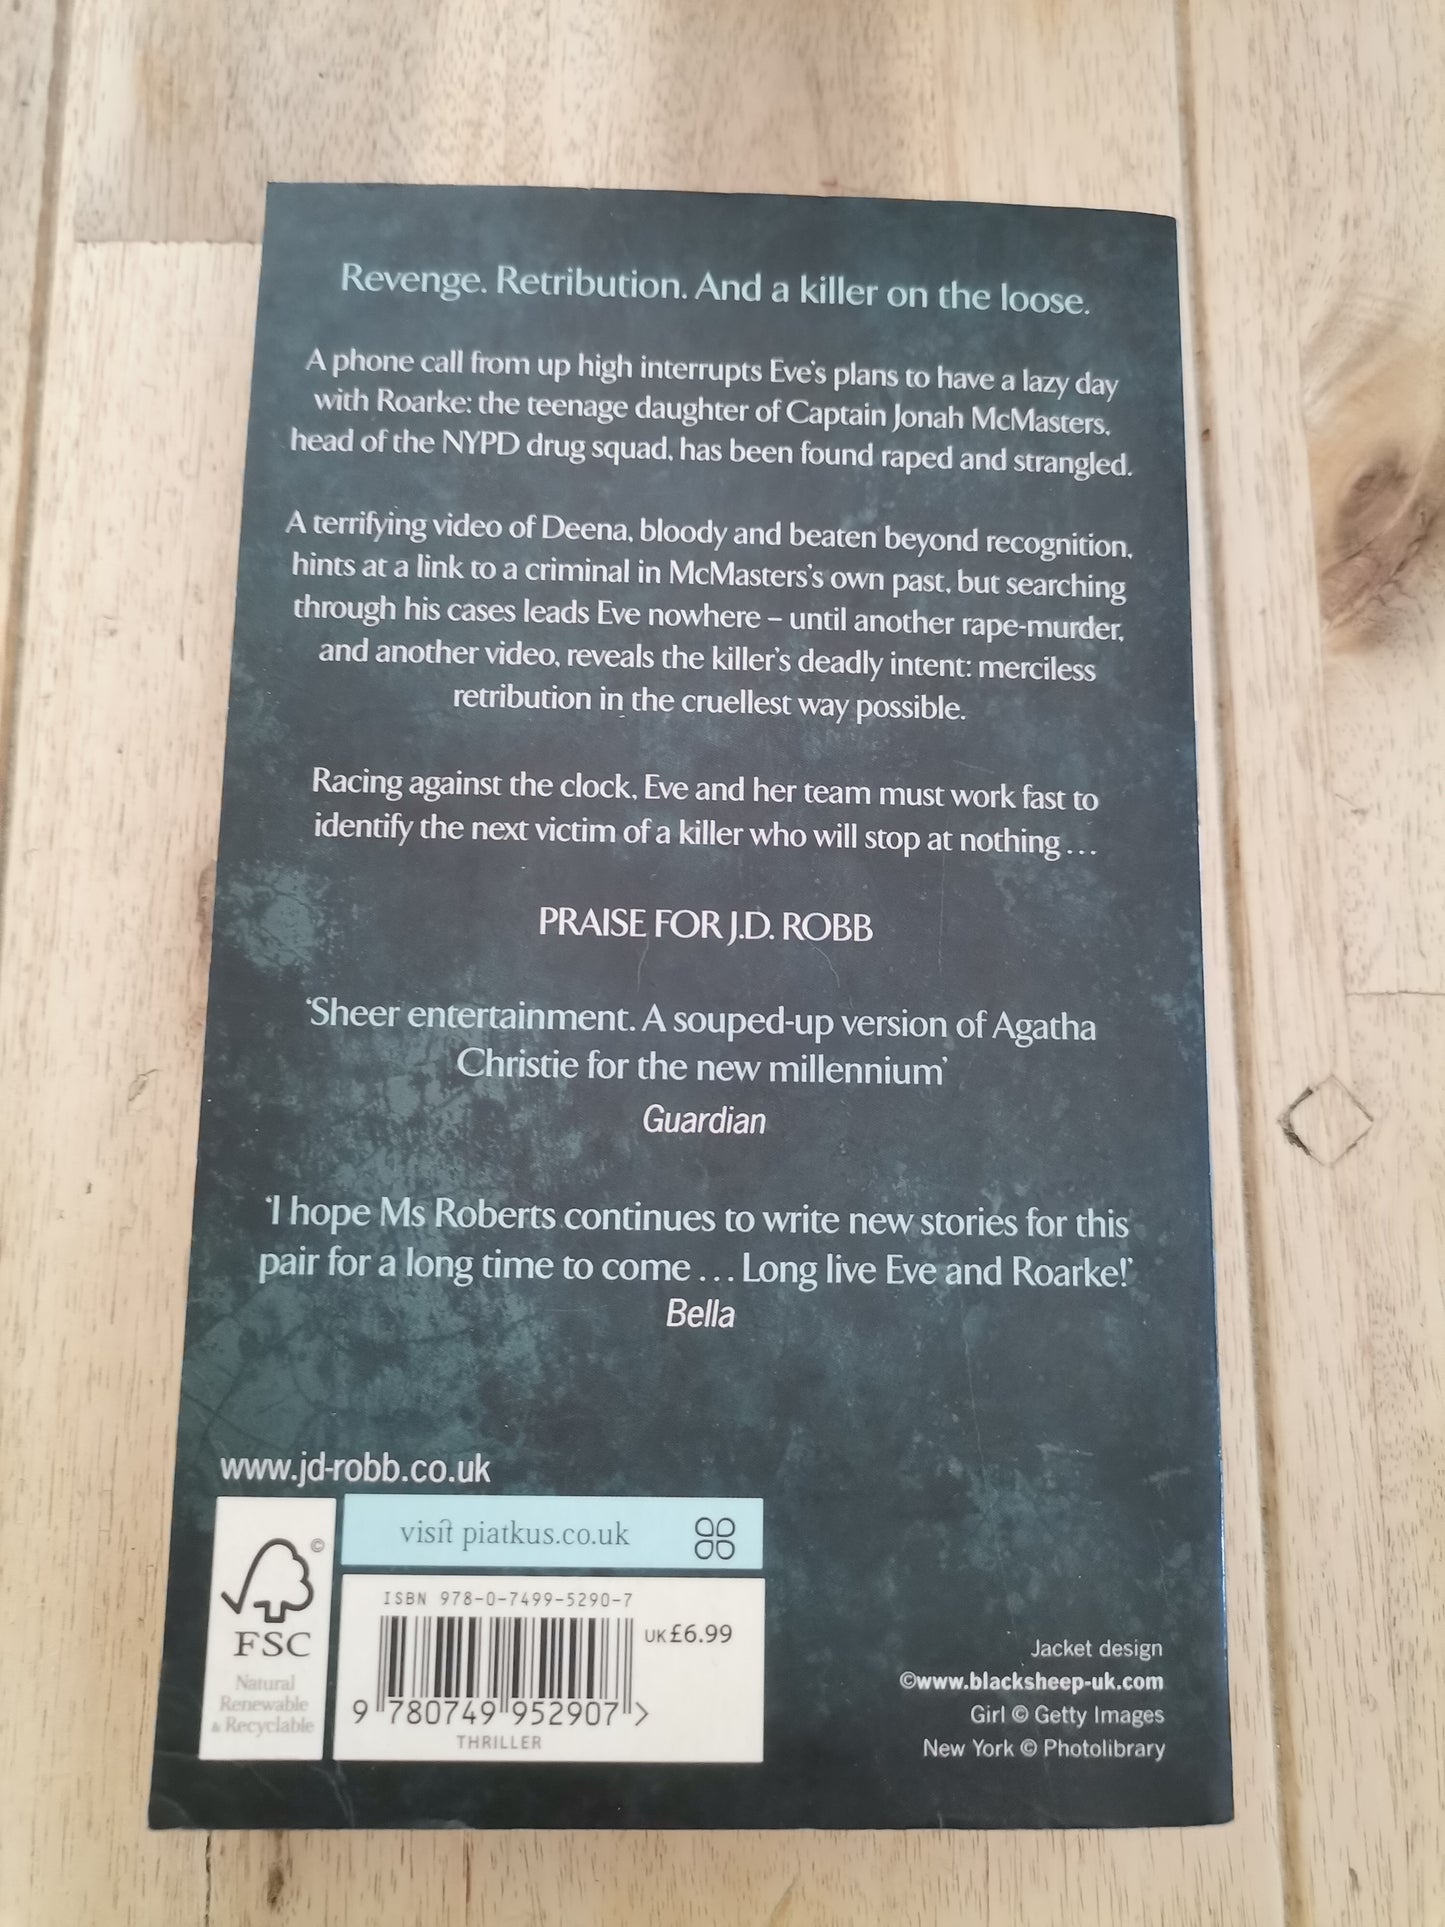 Revenge. Retribution. And a killer on the loose.
A phone call from up high interrupts Eve's plans to have a lazy day
with Roarke: the teenage daughter of Captain Jonah McMasters,
head of the NYPD drug squad, has been found raped and strangled.
A terrifying video of Deena, bloody and beaten beyond recognition,
hints at a link to a criminal in McMasters's own past, but searching
through his cases leads Eve nowhere – until another rape-murder,
and another video, reveals the killer's deadly intent: merciless
retribution in the cruellest way possible.
Racing against the clock, Eve and her team must work fast to
identify the next victim of a killer who will stop at nothing ...
PRAISE FOR J.D. ROBB
'Sheer entertainment. A souped-up version of Agatha
Christie for the new millennium'
Guardian
'I hope Ms Roberts continues to write new stories for this
pair for a long time to come ... Long live Eve and Roarke!'
Bella
www.jd-robb.co.uk
visit piatkus.co.uk
©
FSC
Natural
Renewable
& Recyclable
ISBN 978-0-7499-5290-7
UK£6.99
9 780749 952907 >
THRILLER
Jacket design
©www.blacksheep-uk.com
Girl © Getty Images
New York © Photolibrary